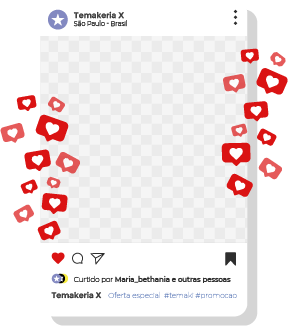 Temakeria X
São Paulo - Brasil
Curtido por Maria_bethania e outras pessoas
Temakeria X Oferta especial #temaki #promocao